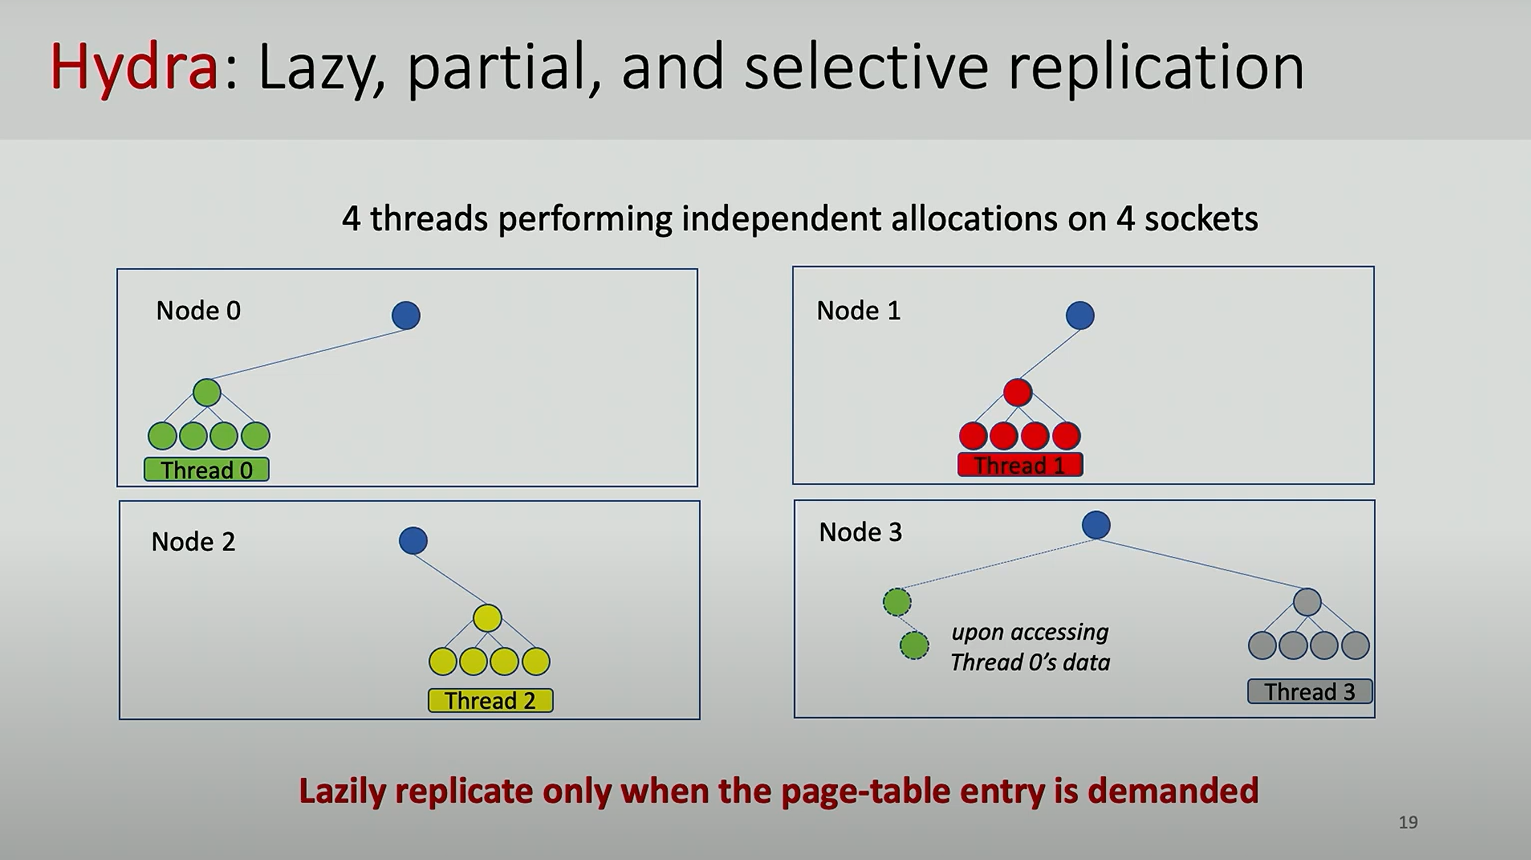 Hydra: Lazy, partial, and selective replication
4 threads performing independent allocations on 4 sockets
Node 0
Thread 0
Node 1
Thread 1
Node 2
Thread 2
Node 3
upon accessing
Thread 0's data
Thread 3
Lazily replicate only when the page-table entry is demanded
19